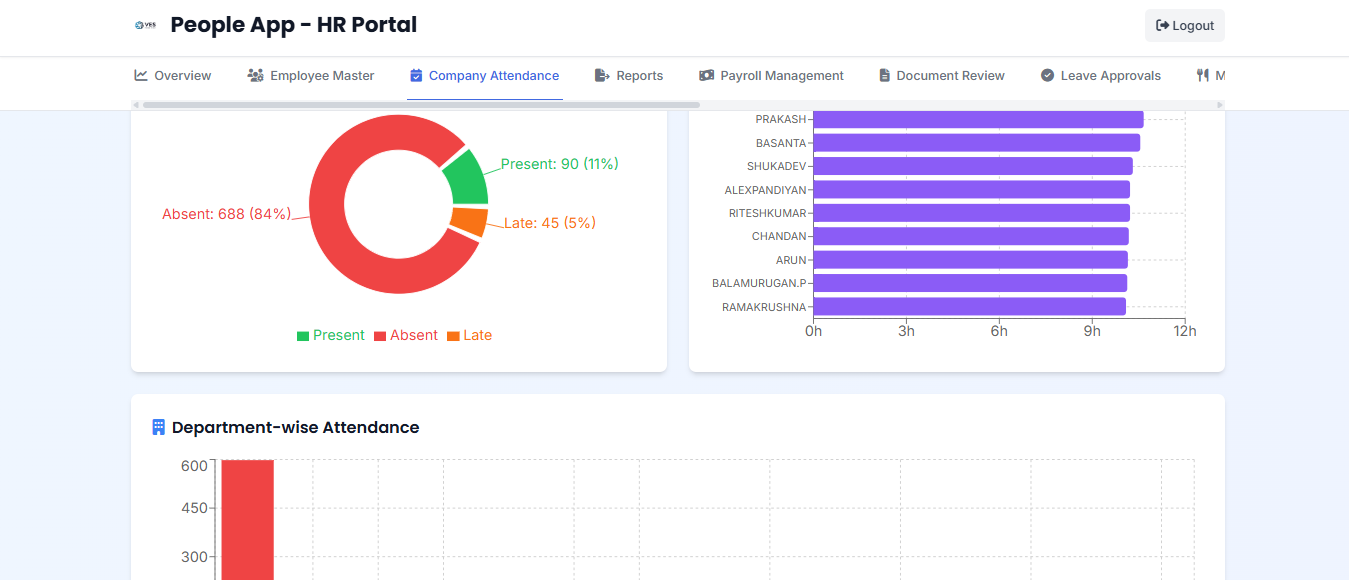 VES
People App - HR Portal
Logout
Overview
Employee Master
Company Attendance
Reports
Payroll Management
Document Review
Leave Approvals
M
Absent: 688 (84%)
Present: 90 (11%)
Late: 45 (5%)
Present
Absent
Late
PRAKASH
BASANTA
SHUKADEV
ALEXPANDIYAN
RITESHKUMAR
CHANDAN
ARUN
BALAMURUGAN.P
RAMAKRUSHNA
0h 3h 6h 9h 12h
Department-wise Attendance
600
450
300